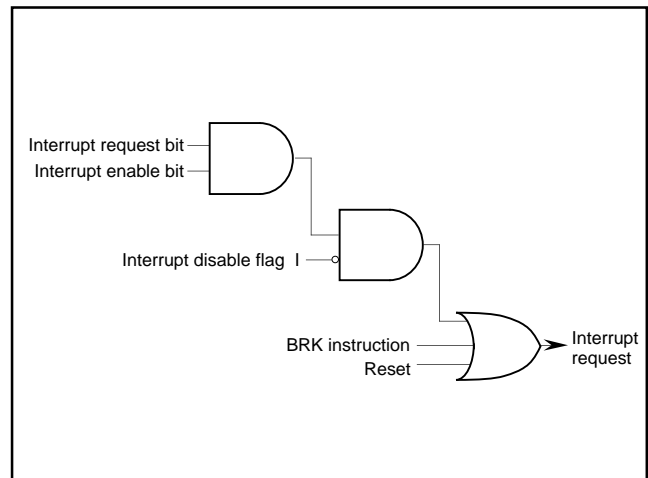 Interrupt request bit
Interrupt enable bit
Interrupt disable flag I
BRK instruction
Reset
Interrupt
request